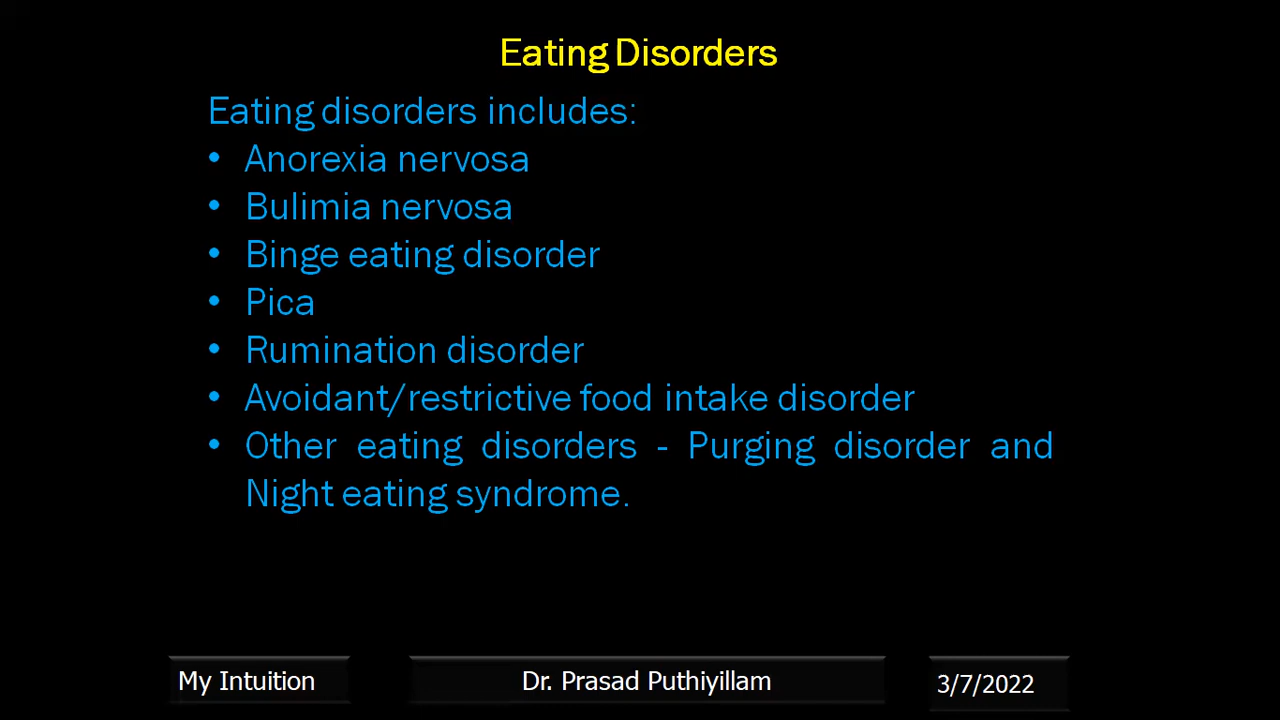 Eating Disorders
Eating disorders includes:
• Anorexia nervosa
• Bulimia nervosa
• Binge eating disorder
• Pica
• Rumination disorder
• Avoidant/restrictive food intake disorder
• Other eating disorders - Purging disorder and
Night eating syndrome.
My Intuition
Dr. Prasad Puthiyillam
3/7/2022